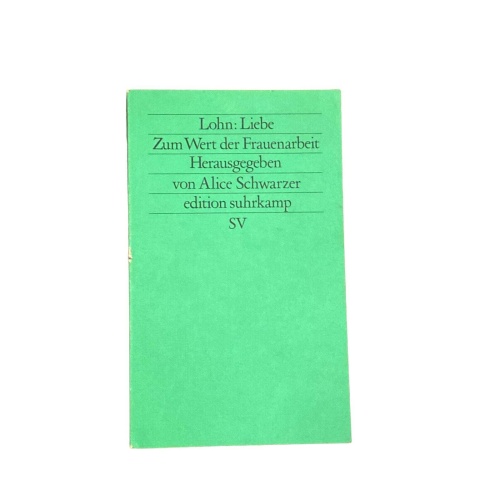 Lohn: Liebe
Zum Wert der Frauenarbeit
Herausgegeben
von Alice Schwarzer
edition suhrkamp
SV